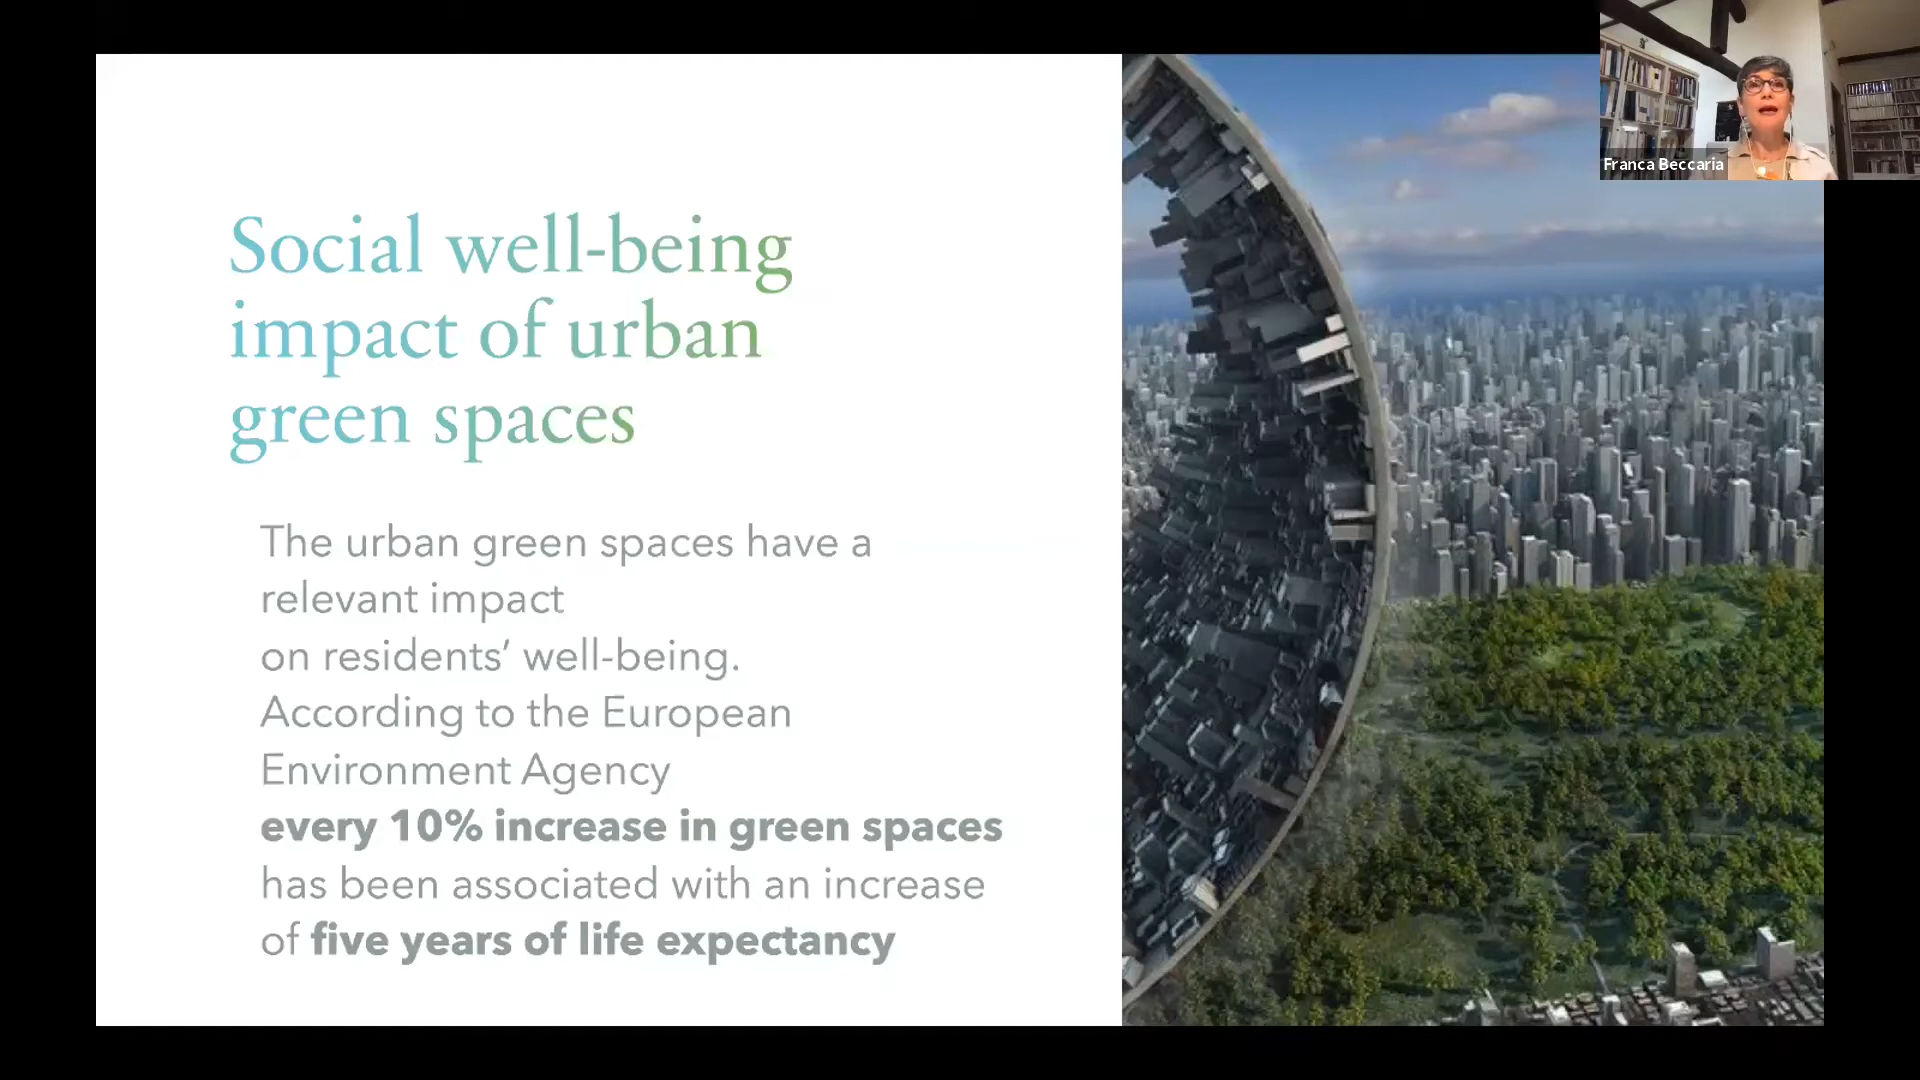 Social well-being
impact of urban
green spaces
The urban green spaces have a
relevant impact
on residents’ well-being.
According to the European
Environment Agency
every 10% increase in green spaces
has been associated with an increase
of five years of life expectancy
Franca Beccaria